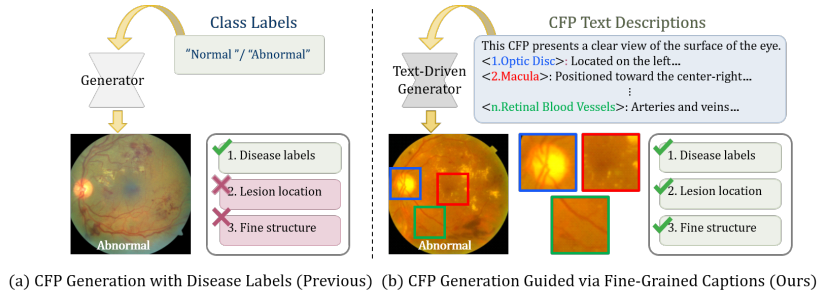 Class Labels
“Normal ”/ “Abnormal”
Generator
1. Disease labels
2. Lesion location
3. Fine structure
Abnormal
(a) CFP Generation with Disease Labels (Previous)
CFP Text Descriptions
This CFP presents a clear view of the surface of the eye.
<1.Optic Disc>: Located on the left…
<2.Macula>: Positioned toward the center-right…
⋮
<n.Retinal Blood Vessels>: Arteries and veins…
Text-Driven
Generator
Abnormal
1. Disease labels
2. Lesion location
3. Fine structure
(b) CFP Generation Guided via Fine-Grained Captions (Ours)